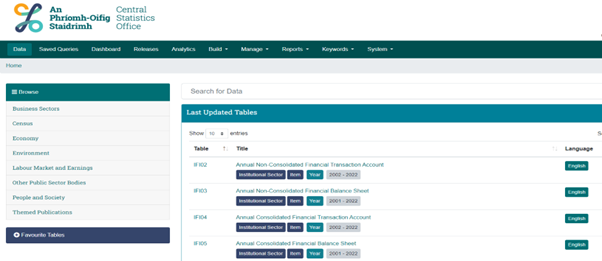 An
Phríomh-Oifig
Staidrimh
Central
Statistics
Office
Data Saved Queries Dashboard Releases Analytics Build Manage Reports Keywords System
Home
Browse
Business Sectors
Census
Economy
Environment
Labour Market and Earnings
Other Public Sector Bodies
People and Society
Themed Publications
Favourite Tables
Search for Data
Last Updated Tables
Show 10 entries S
Table Title Language
IFI02 Annual Non-Consolidated Financial Transaction Account English
Institutional Sector Item Year 2002 - 2022
IFI03 Annual Non-Consolidated Financial Balance Sheet English
Institutional Sector Item Year 2001 - 2022
IFI04 Annual Consolidated Financial Transaction Account English
Institutional Sector Item Year 2002 - 2022
IFI05 Annual Consolidated Financial Balance Sheet English
Institutional Sector Item Year 2001 - 2022